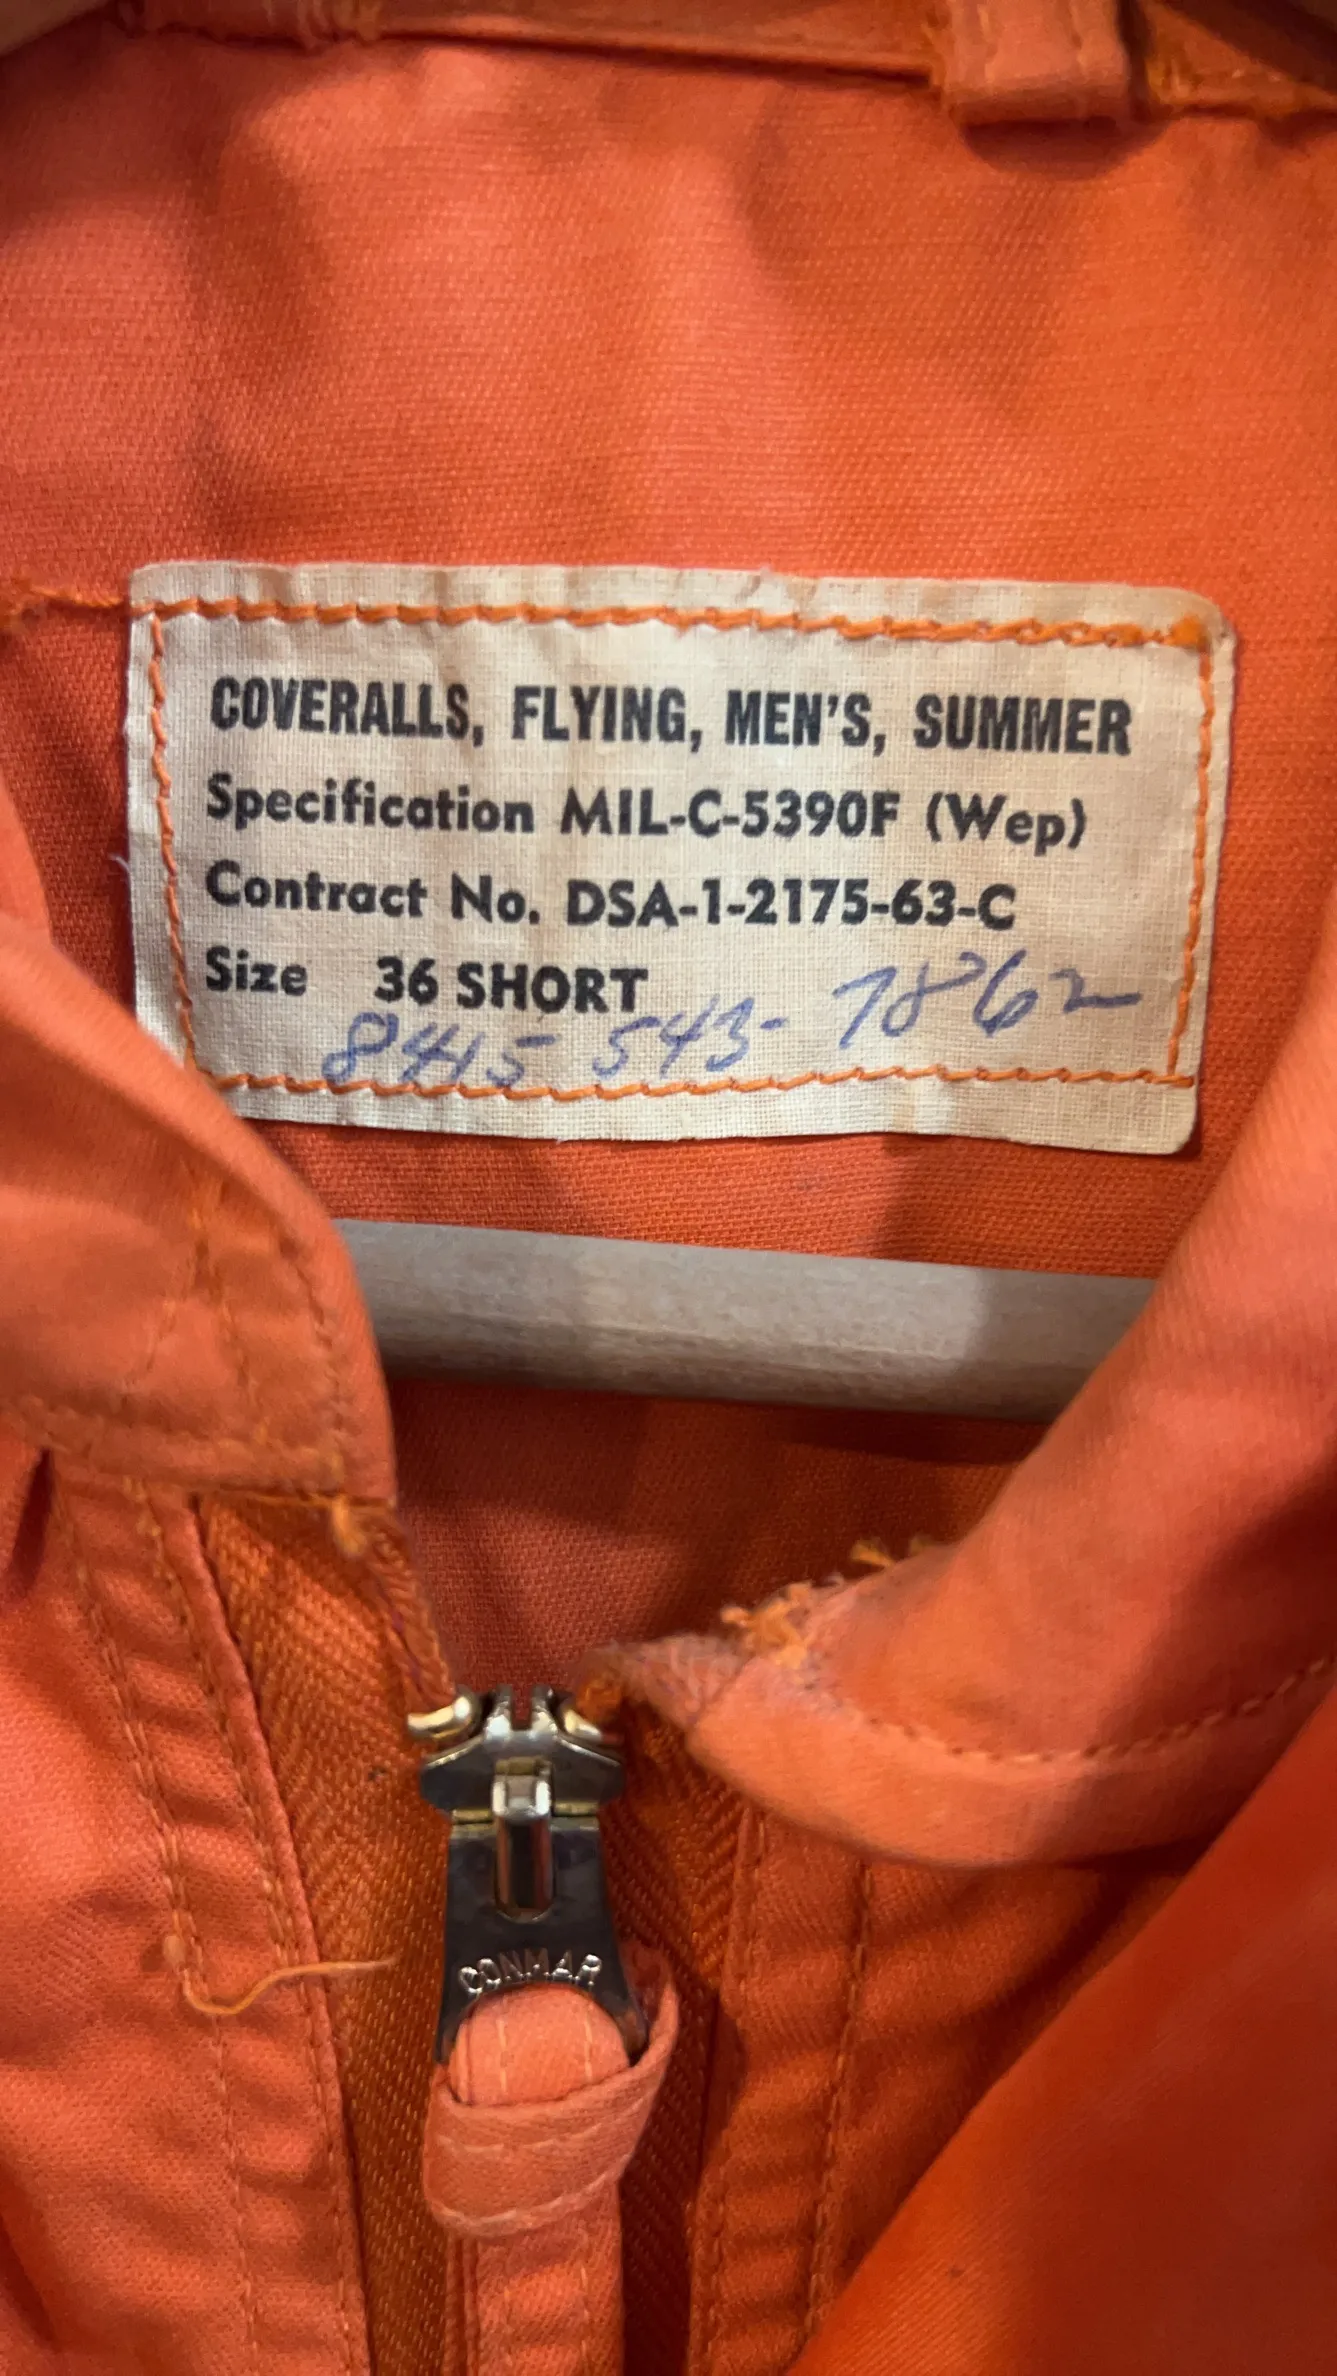 COVERALLS, FLYING, MEN'S, SUMMER
Specification MIL-C-5390F (Wep)
Contract No. DSA-1-2175-63-C
Size 36 SHORT
8415 543-7862
CONMAR